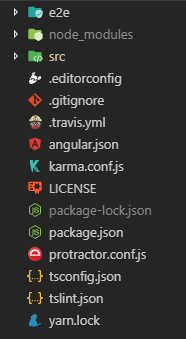 e2e
node_modules
src
.editorconfig
.gitignore
.travis.yml
angular.json
karma.conf.js
LICENSE
package-lock.json
package.json
protractor.conf.js
tsconfig.json
tslint.json
yarn.lock